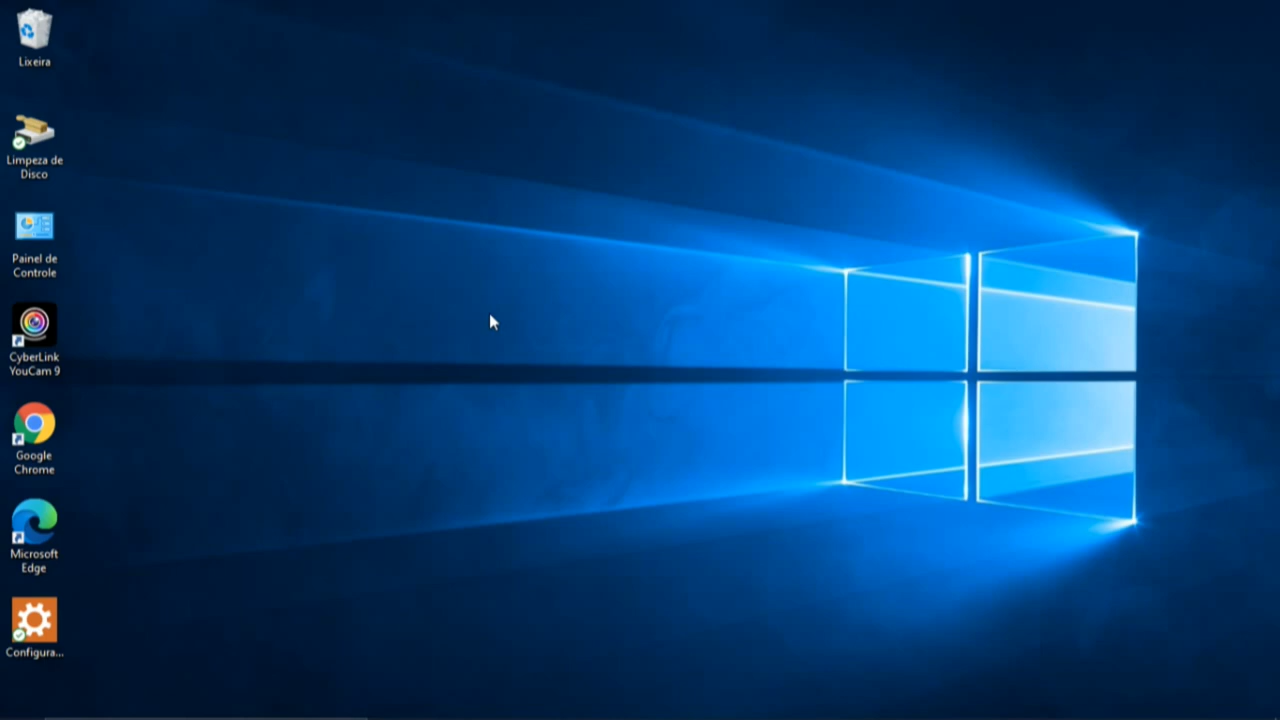 Lixeira
Limpeza de
Disco
Painel de
Controle
CyberLink
YouCam 9
Google
Chrome
Microsoft
Edge
Configura...